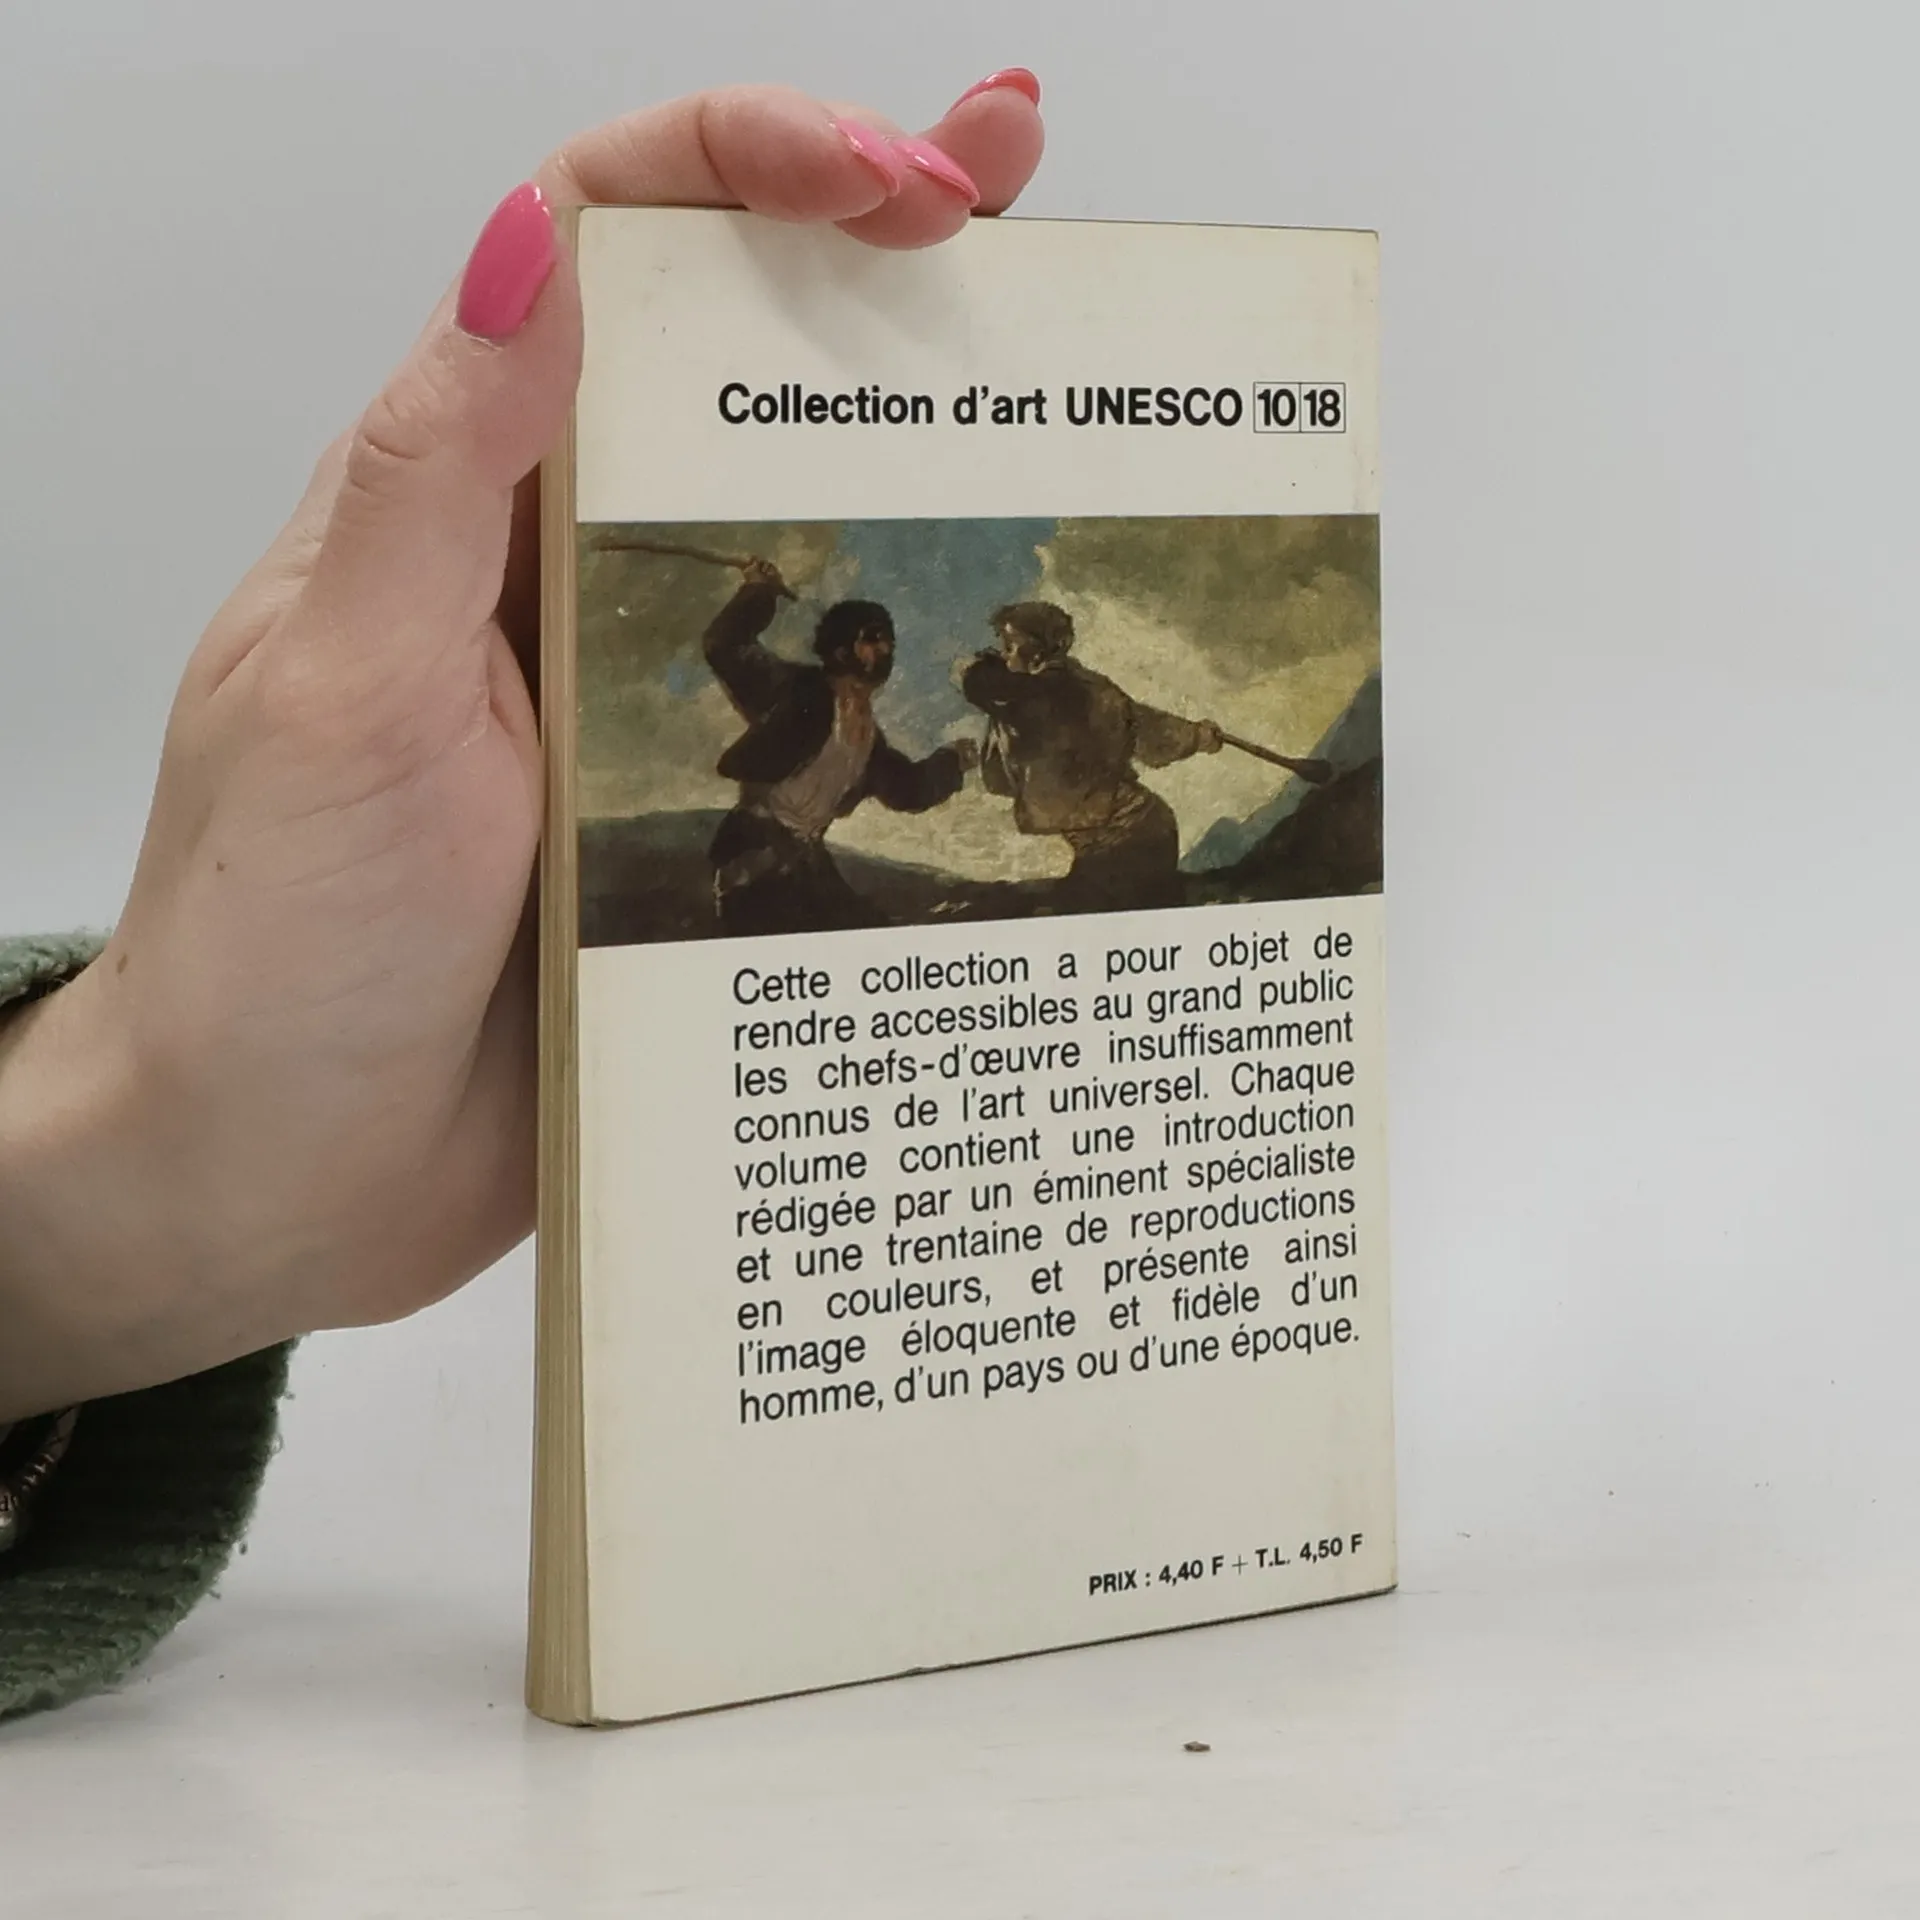 Collection d'art UNESCO 10 18
Cette collection a pour objet de
rendre accessibles au grand public
les chefs-d'œuvre insuffisamment
connus de l'art universel. Chaque
volume contient une introduction
rédigée par un éminent spécialiste
et une trentaine de reproductions
en couleurs, et présente ainsi
l'image éloquente et fidèle d'un
homme, d'un pays ou d'une époque.
PRIX : 4,40 F + T.L. 4,50 F